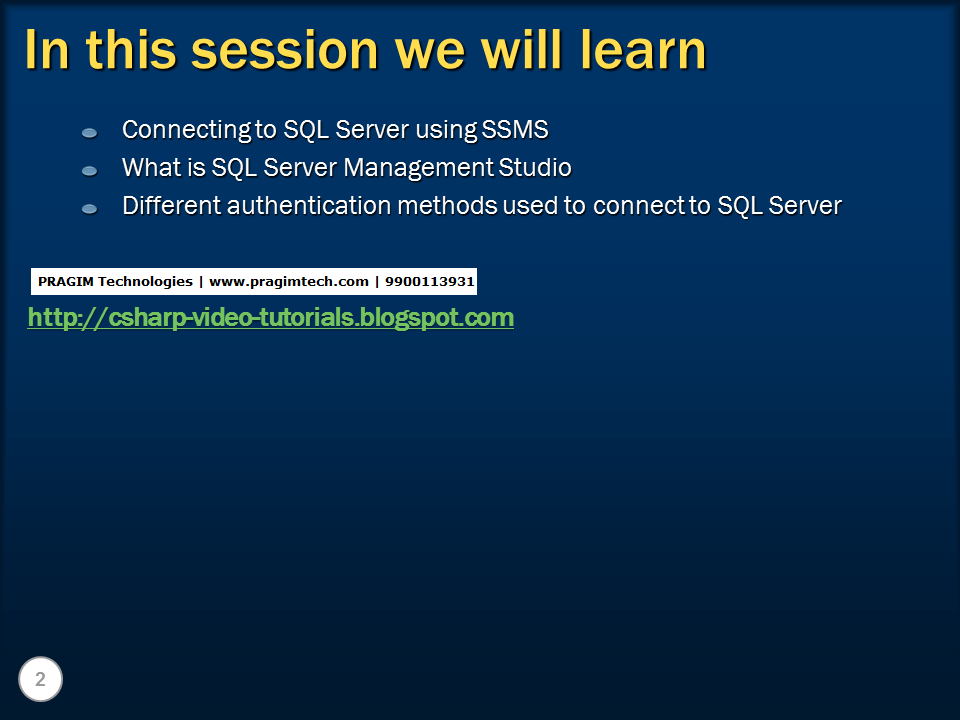 In this session we will learn
Connecting to SQL Server using SSMS
What is SQL Server Management Studio
Different authentication methods used to connect to SQL Server
PRAGIM Technologies | www.pragimtech.com | 9900113931
http://csharp-video-tutorials.blogspot.com
2